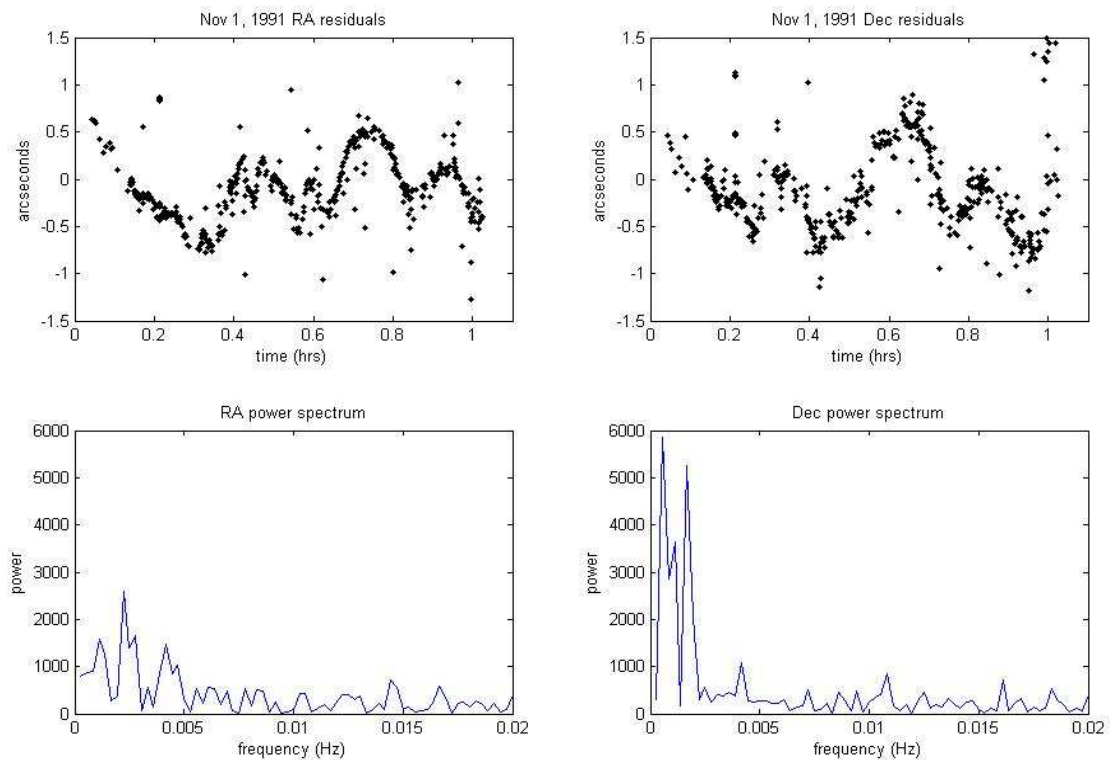 Nov 1, 1991 RA residuals
1.5
1
0.5
0
-0.5
-1
-1.5
arcseconds
0 0.2 0.4 0.6 0.8 1
time (hrs)
Nov 1, 1991 Dec residuals
1.5
1
0.5
0
-0.5
-1
-1.5
arcseconds
0 0.2 0.4 0.6 0.8 1
time (hrs)
RA power spectrum
6000
5000
4000
3000
2000
1000
0
power
0 0.005 0.01 0.015 0.02
frequency (Hz)
Dec power spectrum
6000
5000
4000
3000
2000
1000
0
power
0 0.005 0.01 0.015 0.02
frequency (Hz)